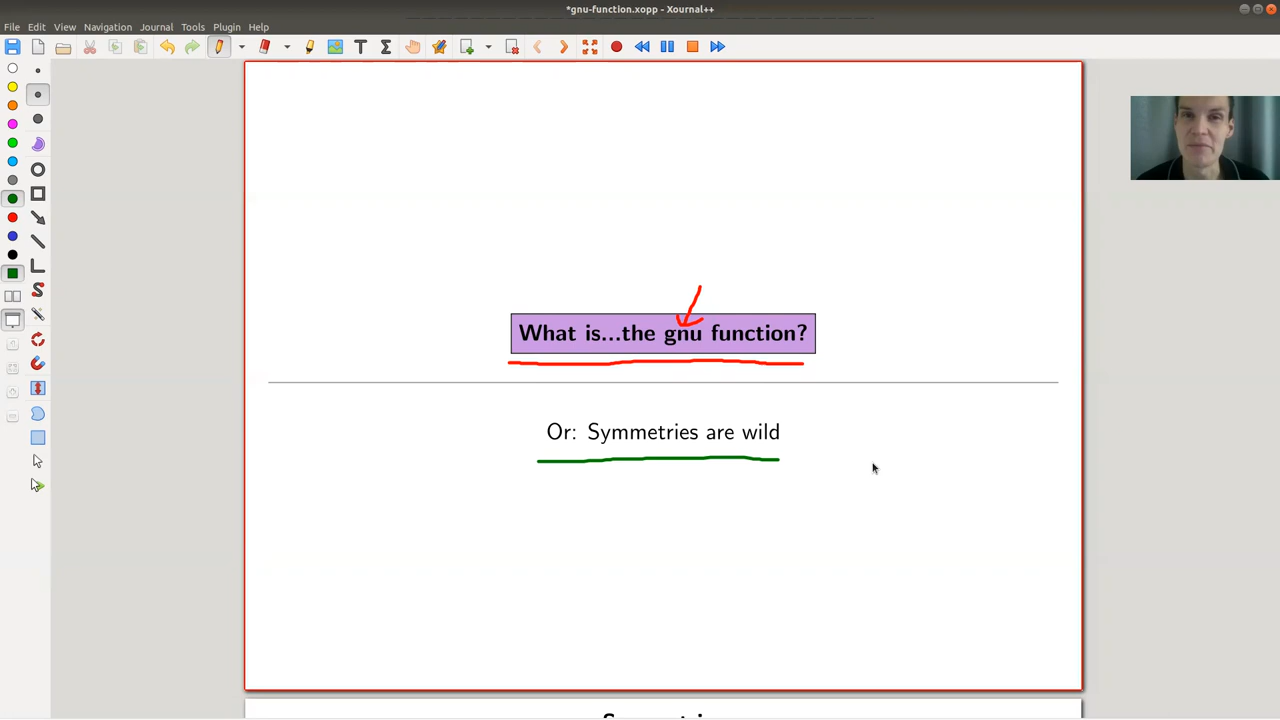 *gnu-function.xopp - Xournal++
File Edit View Navigation Journal Tools Plugin Help
What is...the gnu function?
Or: Symmetries are wild